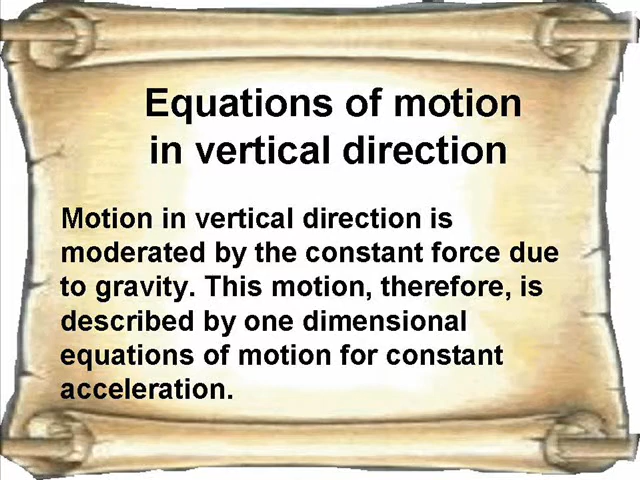 Equations of motion
in vertical direction
Motion in vertical direction is
moderated by the constant force due
to gravity. This motion, therefore, is
described by one dimensional
equations of motion for constant
acceleration.